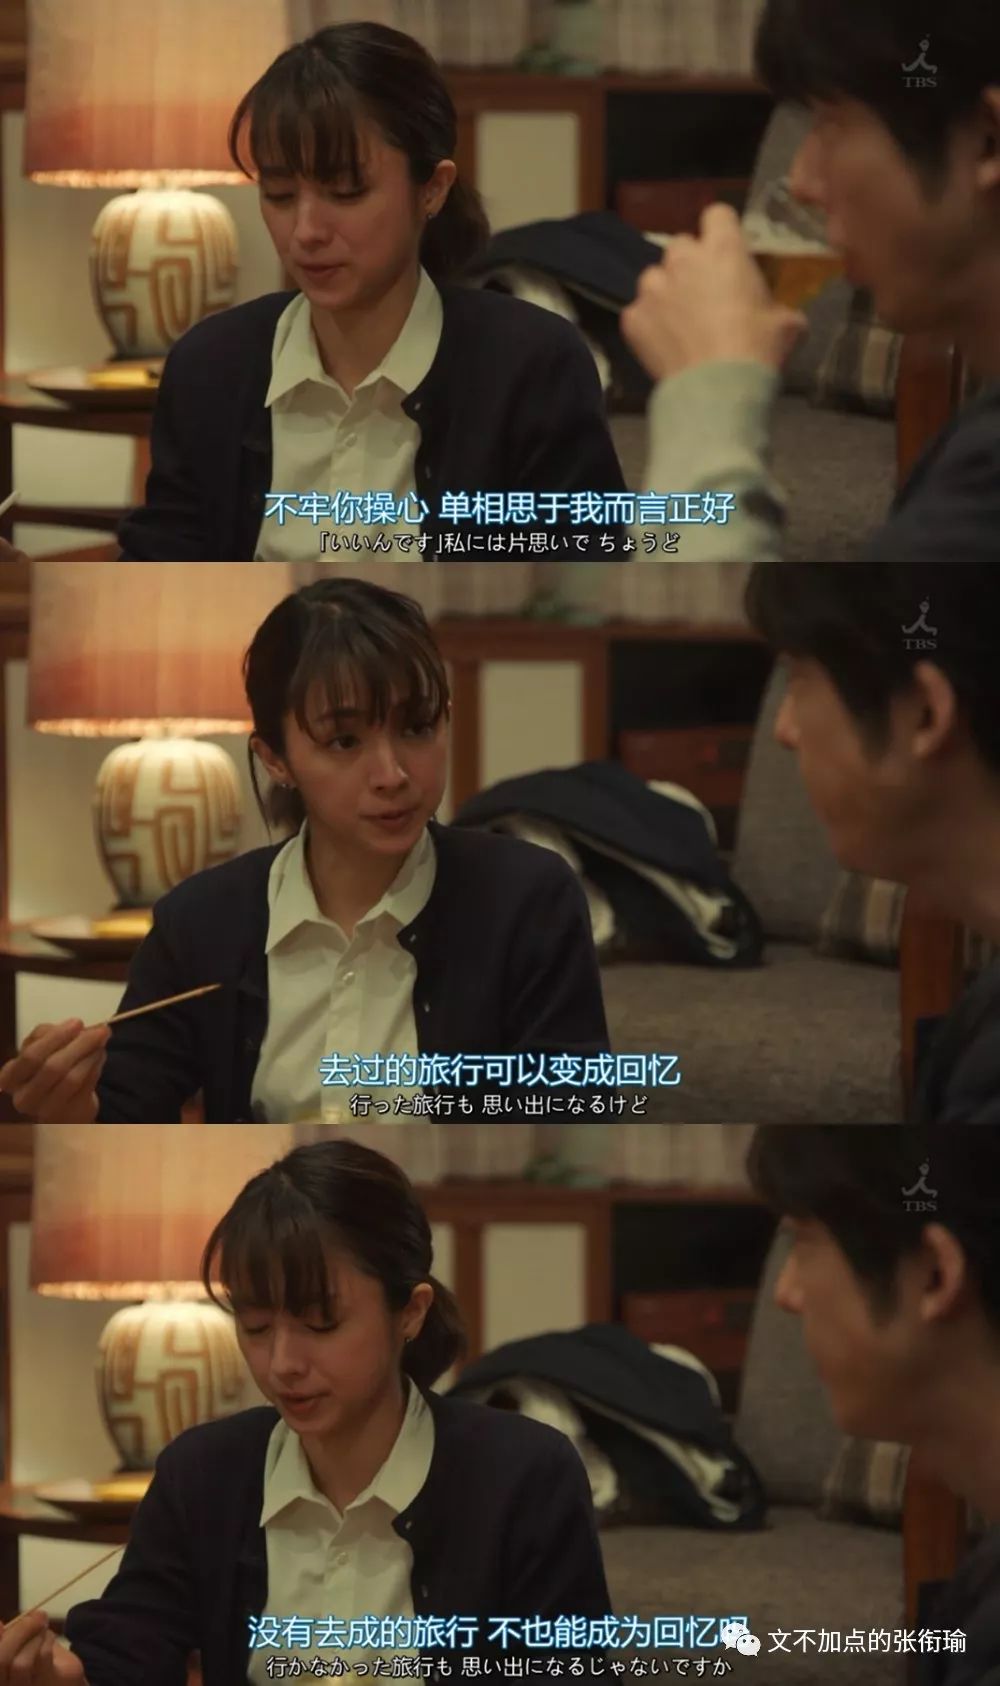 TBS
不牢你操心 单相思于我而言正好
「いいんです」私には片思いで ちょうど
TBS
去过的旅行可以变成回忆
行った旅行も 思い出になるけど
TBS
没有去成的旅行 不也能成为回忆吗
文不加点的张衔瑜
行かなかった旅行も 思い出になるじゃないですか